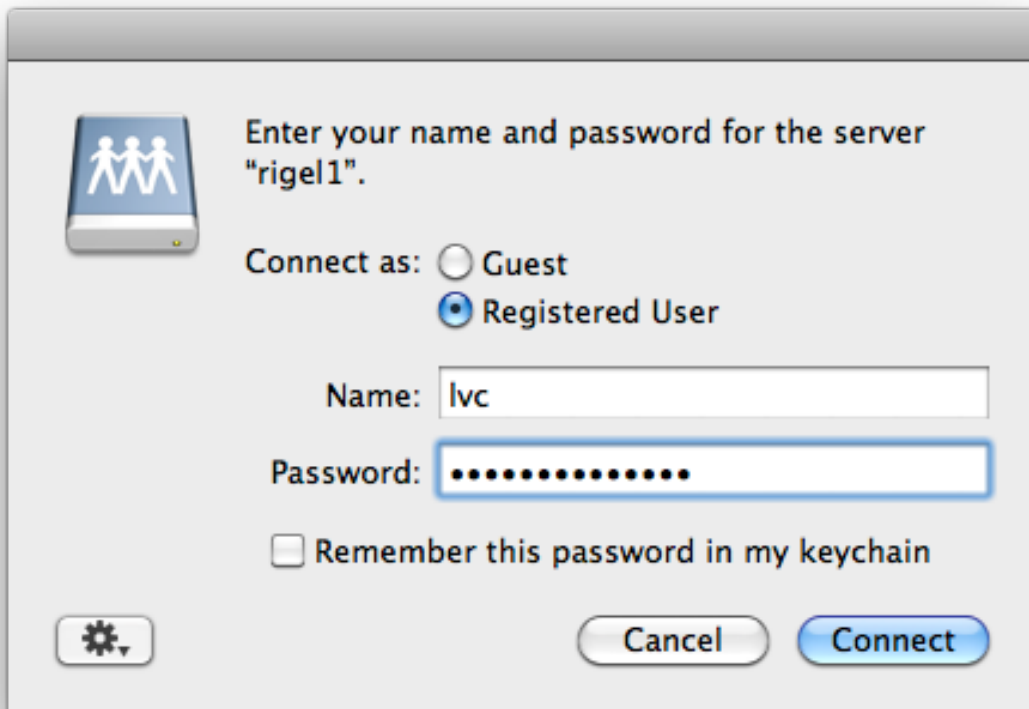 Enter your name and password for the server
“rigel1”.
Connect as: Guest
Registered User
Name: lvc
Password: ••••••••••••••
Remember this password in my keychain
Cancel Connect